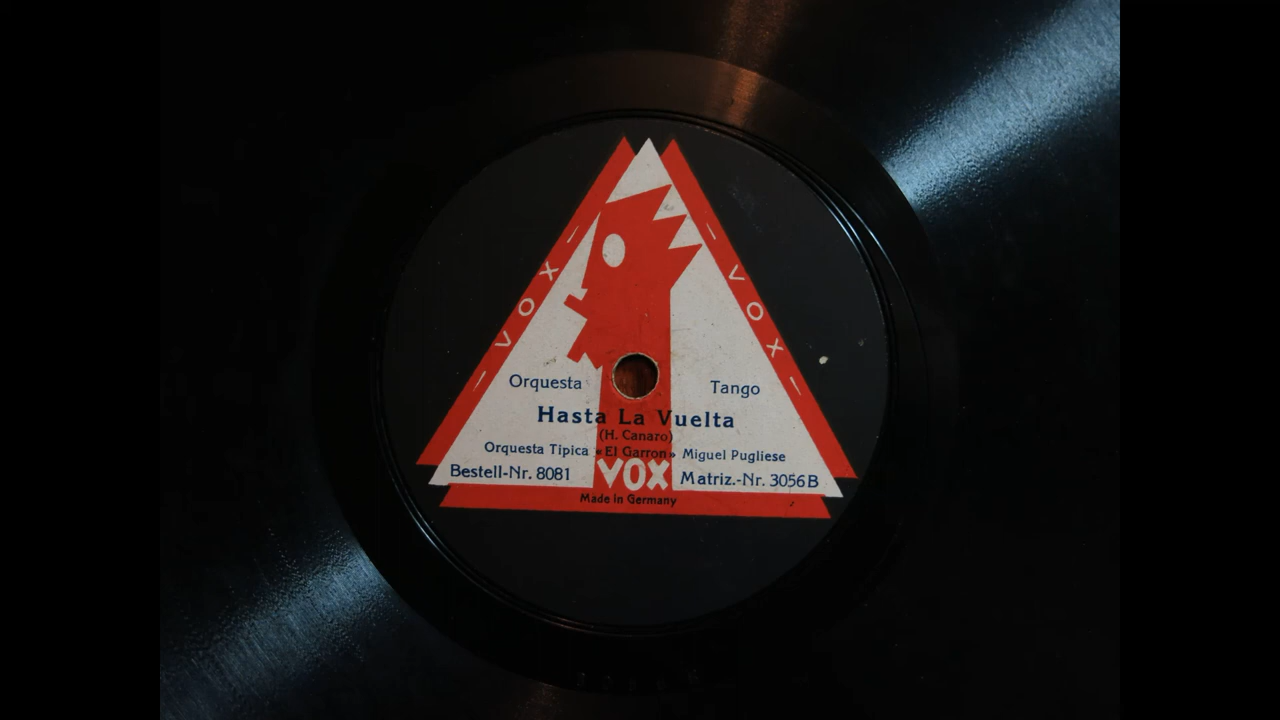 - VOX -
- VOX -
Orquesta Tango
Hasta La Vuelta
(H. Canaro)
Orquesta Tipica «El Garron» Miguel Pugliese
Bestell-Nr. 8081 VOX Matriz.-Nr. 3056 B
Made in Germany